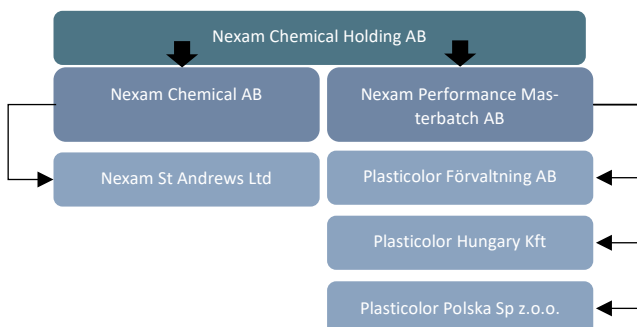 Nexam Chemical Holding AB
Nexam Chemical AB
Nexam Performance Mas-
terbatch AB
Nexam St Andrews Ltd
Plasticolor Förvaltning AB
Plasticolor Hungary Kft
Plasticolor Polska Sp z.o.o.